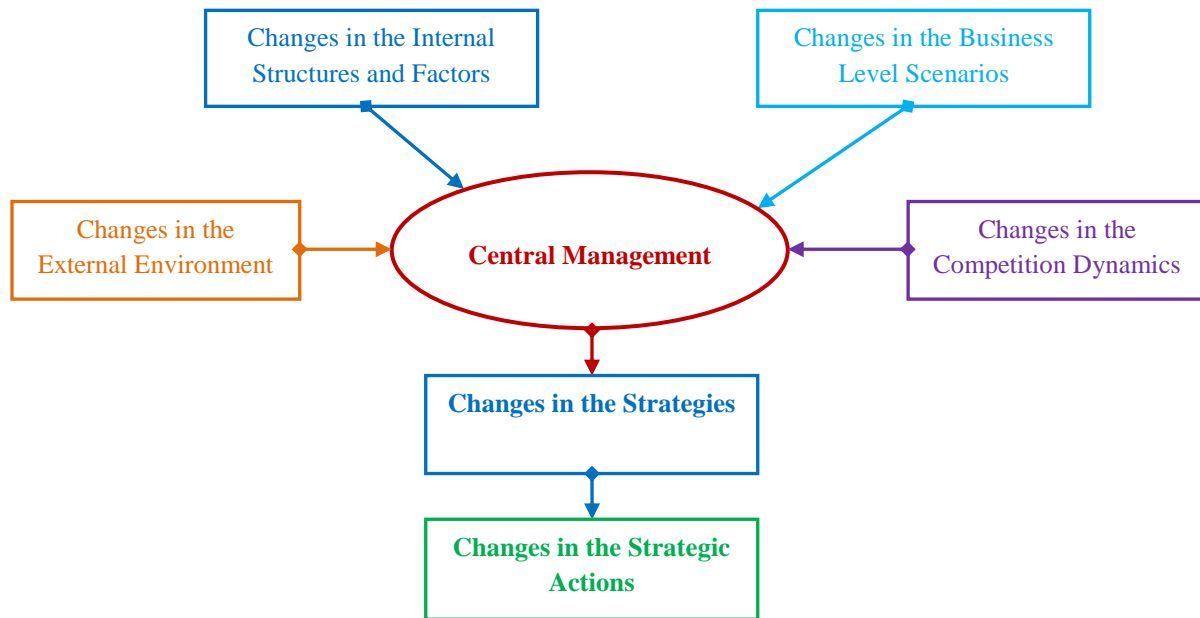 Changes in the Internal
Structures and Factors
Changes in the Business
Level Scenarios
Changes in the
External Environment
Central Management
Changes in the
Competition Dynamics
Changes in the Strategies
Changes in the Strategic
Actions